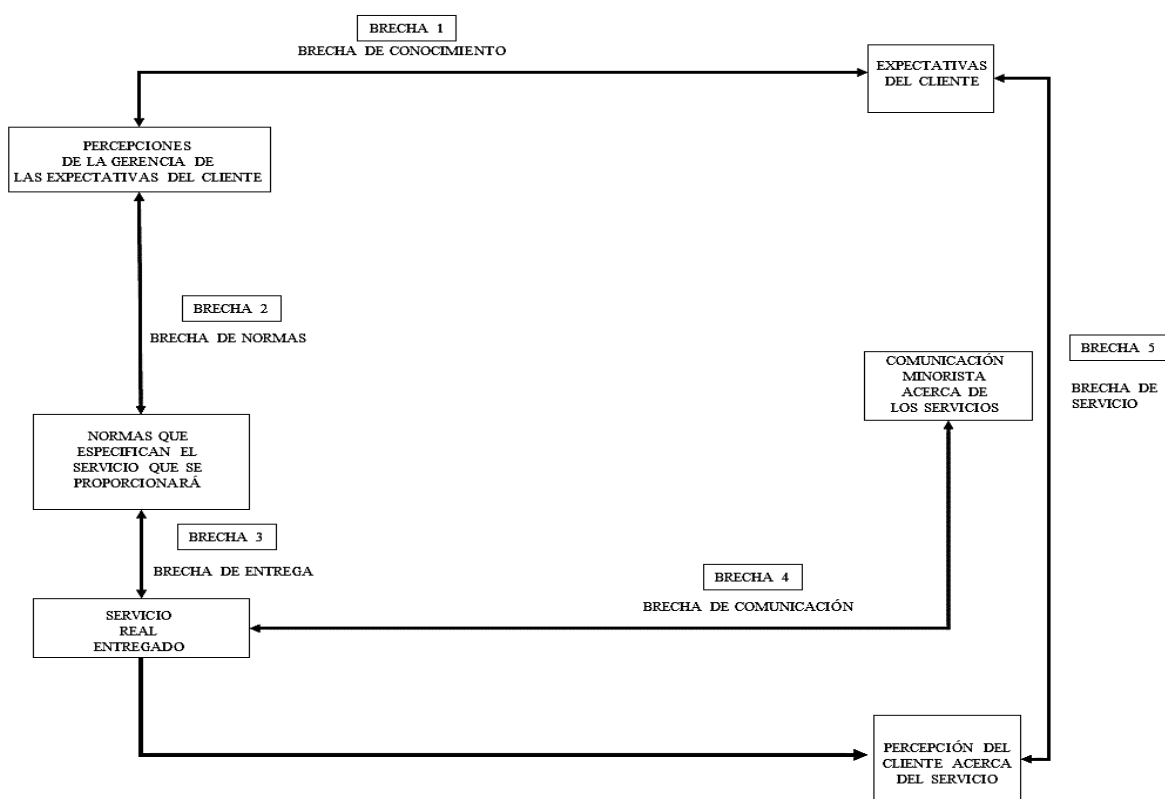 BRECHA 1
BRECHA DE CONOCIMIENTO
EXPECTATIVAS
DEL CLIENTE
PERCEPCIONES
DE LA GERENCIA DE
LAS EXPECTATIVAS DEL CLIENTE
BRECHA 2
BRECHA DE NORMAS
BRECHA 5
BRECHA DE
SERVICIO
COMUNICACIÓN
MINORISTA
ACERCA DE
LOS SERVICIOS
NORMAS QUE
ESPECIFICAN EL
SERVICIO QUE SE
PROPORCIONARÁ
BRECHA 3
BRECHA DE ENTREGA
BRECHA 4
BRECHA DE COMUNICACIÓN
SERVICIO
REAL
ENTREGADO
PERCEPCIÓN DEL
CLIENTE ACERCA
DEL SERVICIO